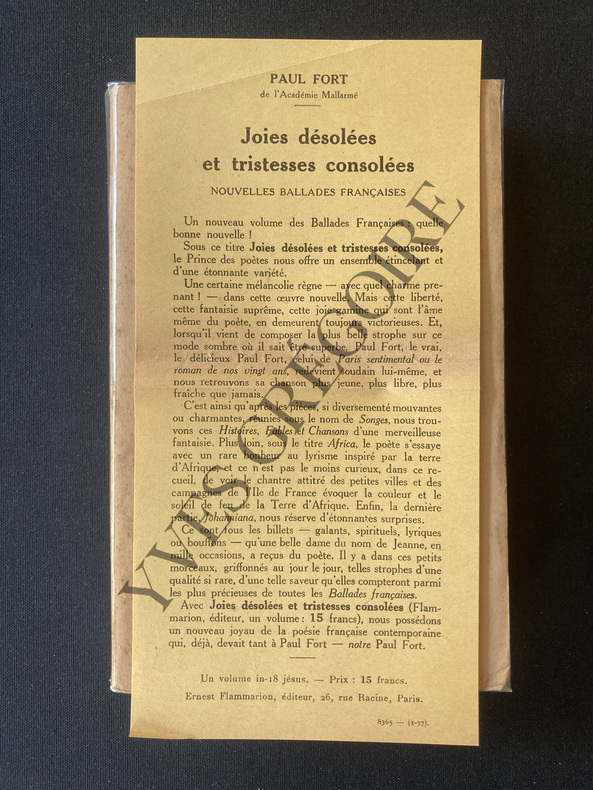 PAUL FORT
de l'Académie Mallarmé
Joies désolées
et tristesses consolées
NOUVELLES BALLADES FRANÇAISES
Un nouveau volume des Ballades Françaises : quelle
bonne nouvelle !
Sous ce titre Joies désolées et tristesses consolées,
le Prince des poètes nous offre un ensemble étincelant et
d'une étonnante variété.
Une certaine mélancolie règne — avec quel charme pre-
nant ! — dans cette œuvre nouvelle. Mais cette liberté,
cette fantaisie suprême, cette joie gamine qui sont l'âme
même du poète, en demeurent toujours victorieuses. Et,
lorsqu'il vient de composer la plus belle strophe sur ce
mode sombre où il sait être superbe, Paul Fort, le vrai,
le délicieux Paul Fort, celui de Paris sentimental ou le
roman de nos vingt ans, redevient soudain lui-même, et
nous retrouvons sa chanson plus jeune, plus libre, plus
fraîche que jamais.
C'est ainsi qu'après les pièces, si diversement mouvantes
ou charmantes, réunies sous le nom de Songes, nous trou-
vons ces Histoires, Fables et Chansons d'une merveilleuse
fantaisie. Plus loin, sous le titre Africa, le poète s'essaye
avec un rare bonheur au lyrisme inspiré par la terre
d'Afrique, et ce n'est pas le moins curieux, dans ce re-
cueil, de voir le chantre attitré des petites villes et des
campagnes de l'Ile de France évoquer la couleur et le
soleil de feu de la Terre d'Afrique. Enfin, la dernière
partie, Johanniana, nous réserve d'étonnantes surprises.
Ce sont tous les billets — galants, spirituels, lyriques
ou bouffons — qu'une belle dame du nom de Jeanne, en
mille occasions, a reçus du poète. Il y a dans ces petits
morceaux, griffonnés au jour le jour, telles strophes d'une
qualité si rare, d'une telle saveur qu'elles compteront parmi
les plus précieuses de toutes les Ballades françaises.
Avec Joies désolées et tristesses consolées (Flam-
marion, éditeur, un volume : 15 francs), nous possédons
un nouveau joyau de la poésie française contemporaine
qui, déjà, devait tant à Paul Fort — notre Paul Fort.
Un volume in-18 jésus. — Prix : 15 francs.
Ernest Flammarion, éditeur, 26, rue Racine, Paris.
8365 — (1-37).
YVES GRÉGOIRE